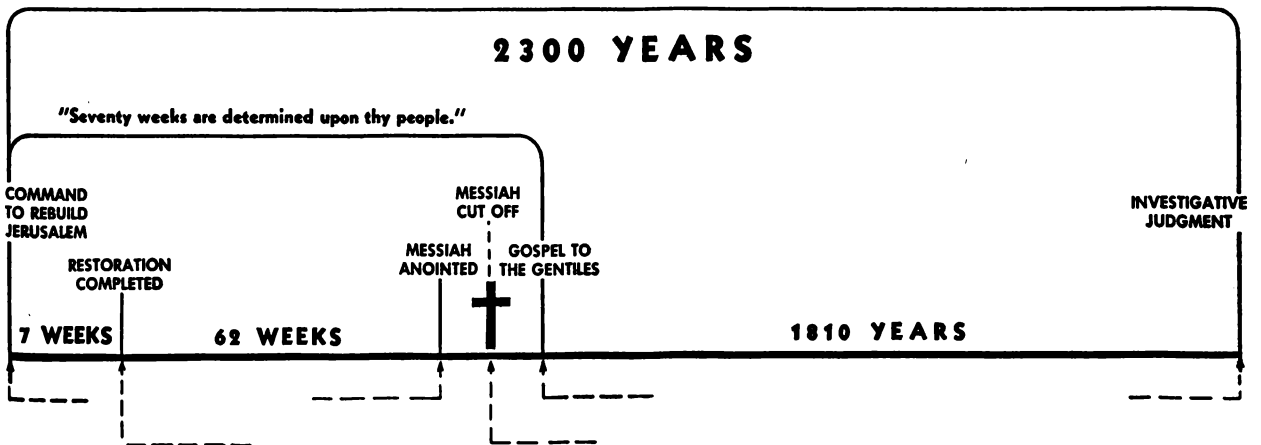 2300 YEARS
"Seventy weeks are determined upon thy people."
COMMAND
TO REBUILD
JERUSALEM
RESTORATION
COMPLETED
MESSIAH
ANOINTED
MESSIAH
CUT OFF
GOSPEL TO
THE GENTILES
INVESTIGATIVE
JUDGMENT
7 WEEKS
62 WEEKS
1810 YEARS